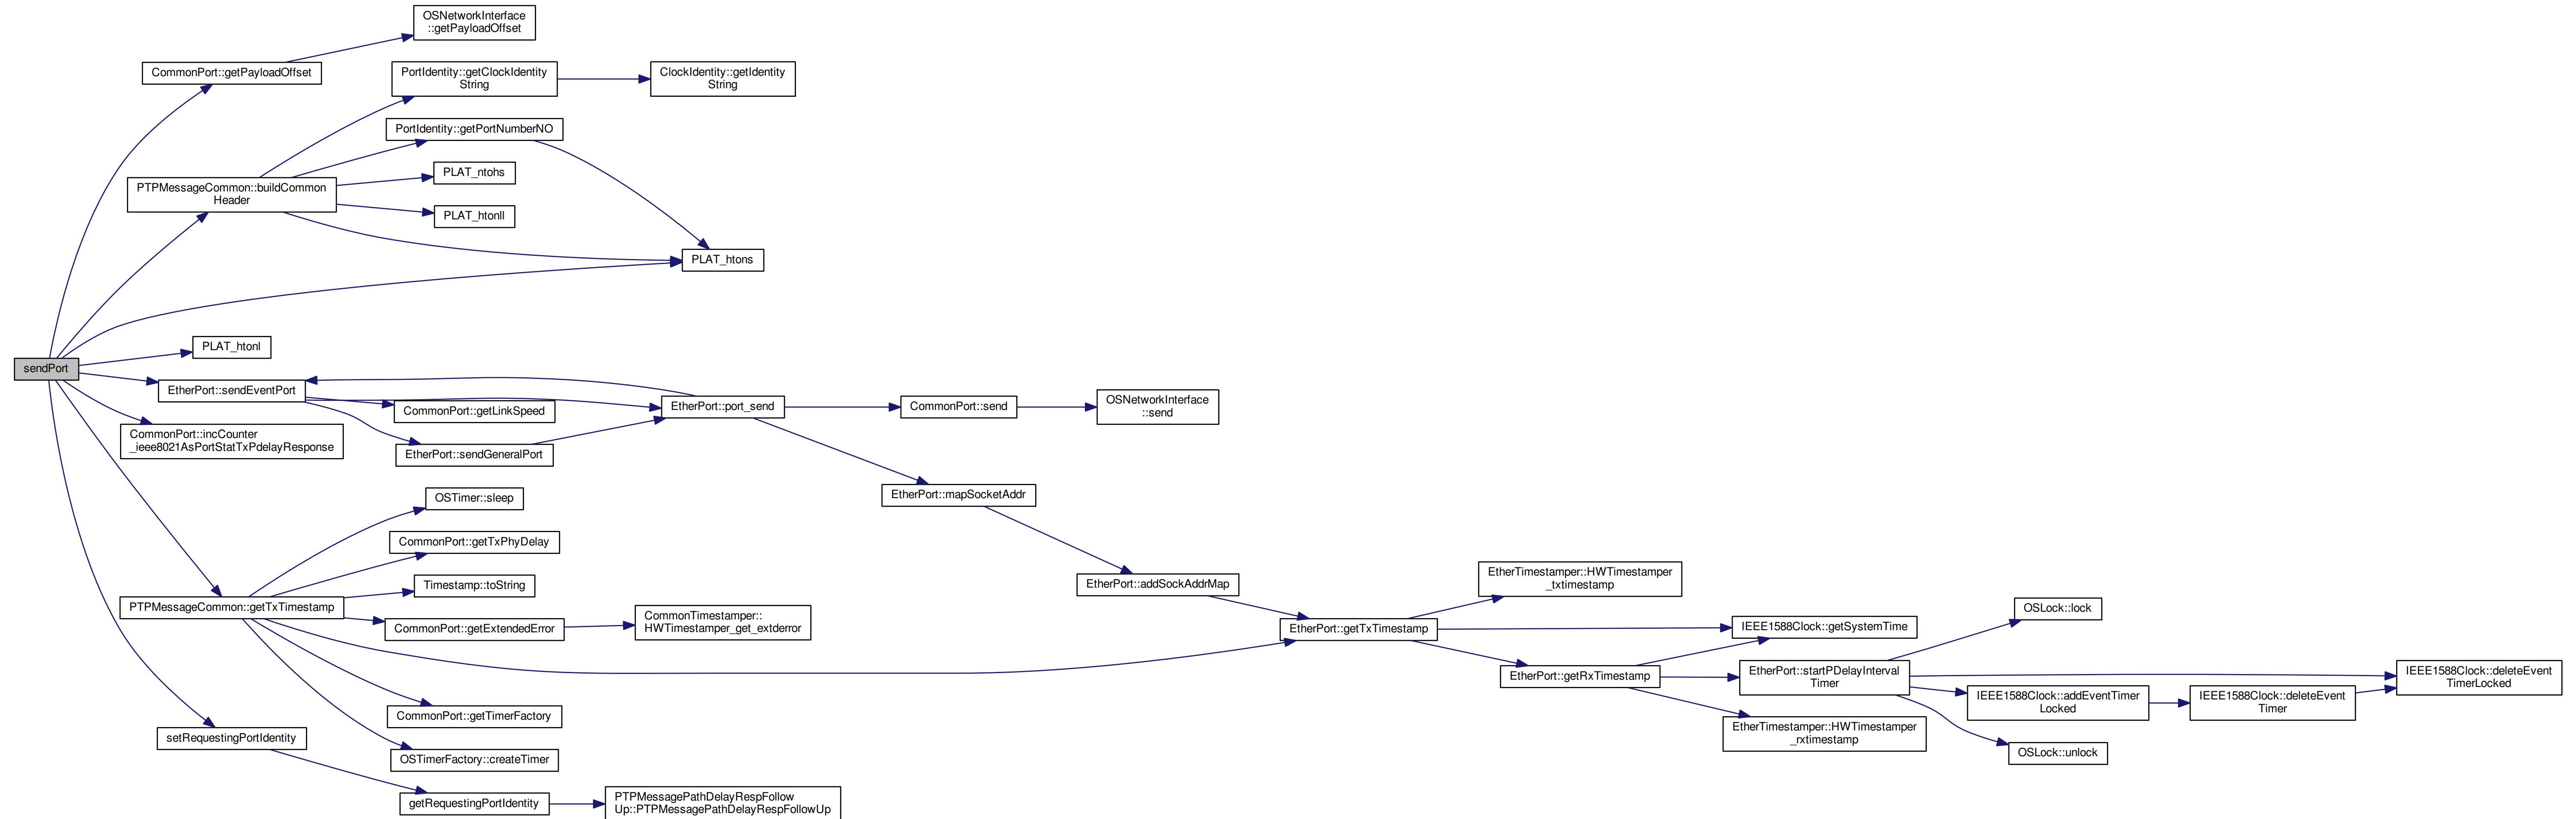 OSNetworkInterface
::getPayloadOffset
CommonPort::getPayloadOffset
PortIdentity::getClockIdentity
String
ClockIdentity::getIdentity
String
PortIdentity::getPortNumberNO
PLAT_ntohs
PTPMessageCommon::buildCommon
Header
PLAT_htonll
PLAT_htons
PLAT_htonl
sendPort
EtherPort::sendEventPort
CommonPort::getLinkSpeed
EtherPort::port_send
CommonPort::send
OSNetworkInterface
::send
CommonPort::incCounter
_ieee8021AsPortStatTxPdelayResponse
EtherPort::sendGeneralPort
OSTimer::sleep
EtherPort::mapSocketAddr
CommonPort::getTxPhyDelay
Timestamp::toString
EtherPort::addSockAddrMap
EtherTimestamper::HWTimestamper
_txtimestamp
PTPMessageCommon::getTxTimestamp
CommonPort::getExtendedError
CommonTimestamper::
HWTimestamper_get_extderror
EtherPort::getTxTimestamp
IEEE1588Clock::getSystemTime
OSLock::lock
EtherPort::getRxTimestamp
EtherPort::startPDelayInterval
Timer
IEEE1588Clock::deleteEvent
TimerLocked
IEEE1588Clock::addEventTimer
Locked
IEEE1588Clock::deleteEvent
Timer
CommonPort::getTimerFactory
EtherTimestamper::HWTimestamper
_rxtimestamp
OSLock::unlock
setRequestingPortIdentity
OSTimerFactory::createTimer
getRequestingPortIdentity
PTPMessagePathDelayRespFollow
Up::PTPMessagePathDelayRespFollowUp